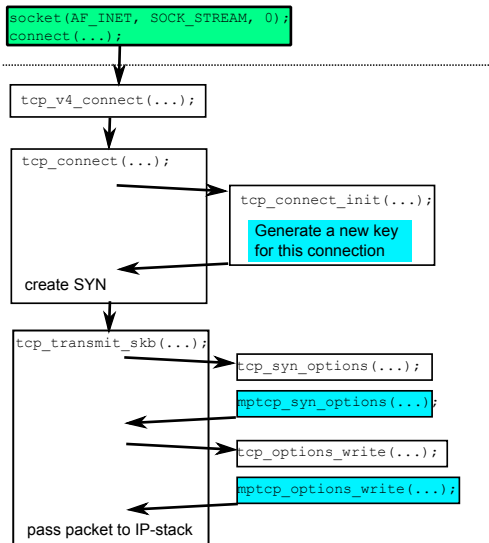 socket(AF_INET, SOCK_STREAM, 0);
connect(...);
tcp_v4_connect(...);
tcp_connect(...);
tcp_connect_init(...);
Generate a new key
for this connection
create SYN
tcp_transmit_skb(...);
tcp_syn_options(...);
mptcp_syn_options(...);
tcp_options_write(...);
mptcp_options_write(...);
pass packet to IP-stack